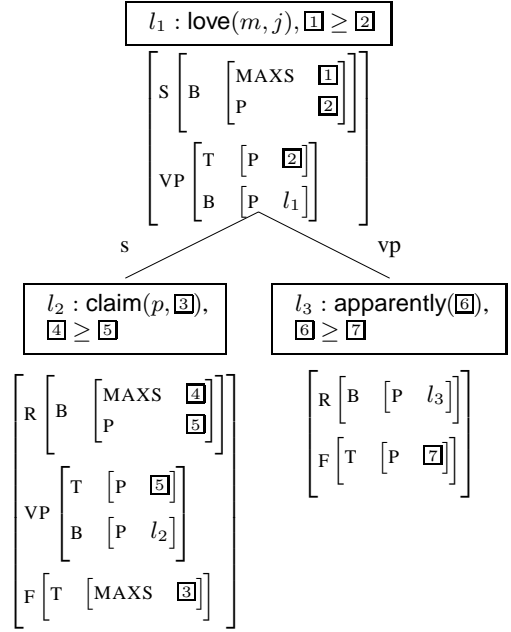 l₁ : love(m, j), 1 ≥ 2
S B MAXS 1
P 2
VP T P 2
B P l₁
s vp
l₂ : claim(p, 3),
4 ≥ 5
l₃ : apparently(6),
6 ≥ 7
R B MAXS 4
P 5
VP T P 5
B P l₂
F T MAXS 3
R B P l₃
F T P 7